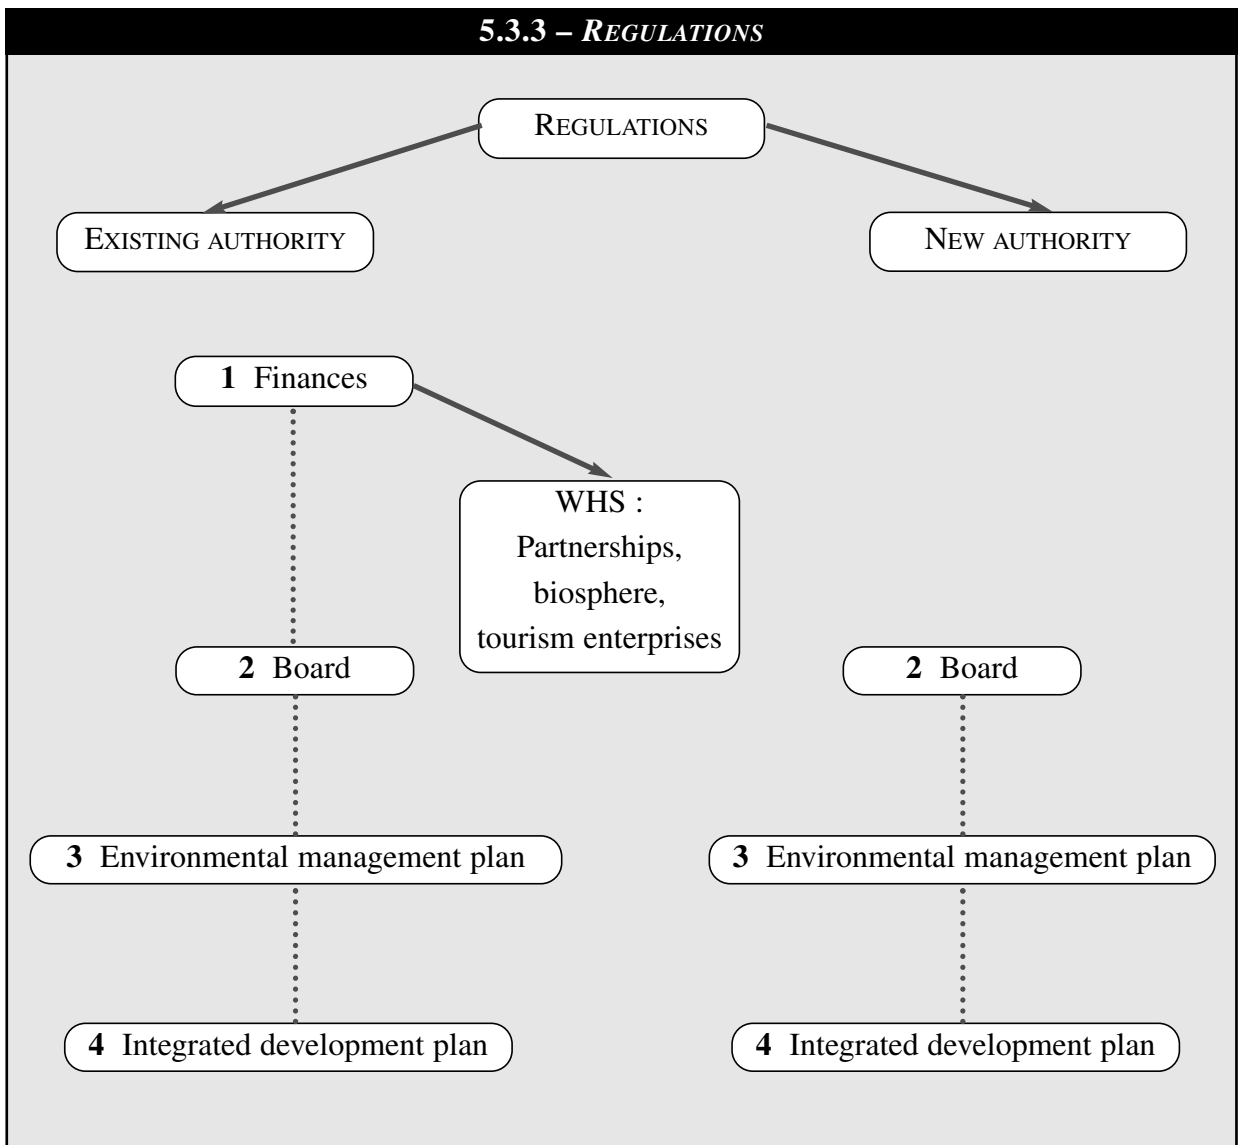 5.3.3 – REGULATIONS
REGULATIONS
EXISTING AUTHORITY
NEW AUTHORITY
1 Finances
WHS :
Partnerships,
biosphere,
tourism enterprises
2 Board
2 Board
3 Environmental management plan
3 Environmental management plan
4 Integrated development plan
4 Integrated development plan